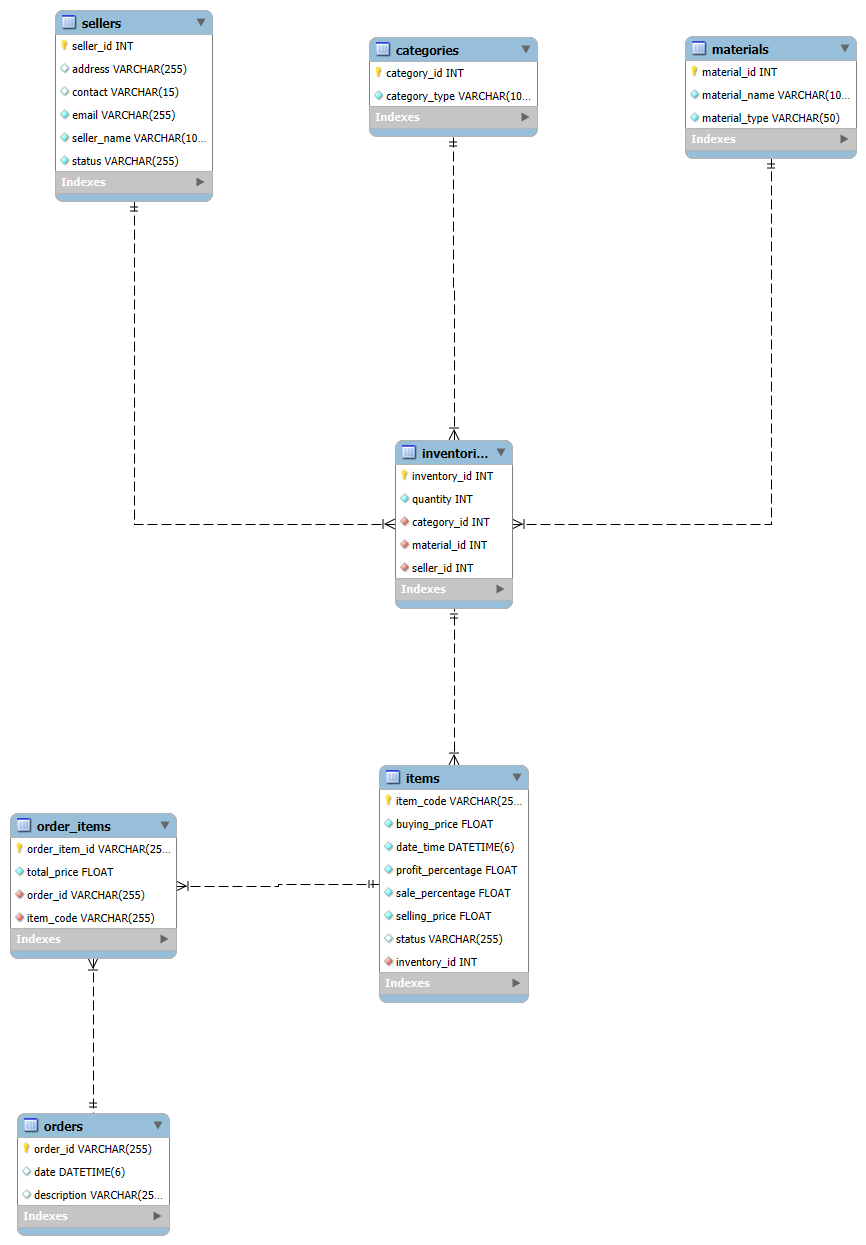 sellers
seller_id INT
address VARCHAR(255)
contact VARCHAR(15)
email VARCHAR(255)
seller_name VARCHAR(10...
status VARCHAR(255)
Indexes
categories
category_id INT
category_type VARCHAR(10...
Indexes
materials
material_id INT
material_name VARCHAR(10...
material_type VARCHAR(50)
Indexes
inventori...
inventory_id INT
quantity INT
category_id INT
material_id INT
seller_id INT
Indexes
items
item_code VARCHAR(25...
buying_price FLOAT
date_time DATETIME(6)
profit_percentage FLOAT
sale_percentage FLOAT
selling_price FLOAT
status VARCHAR(255)
inventory_id INT
Indexes
order_items
order_item_id VARCHAR(25...
total_price FLOAT
order_id VARCHAR(255)
item_code VARCHAR(255)
Indexes
orders
order_id VARCHAR(255)
date DATETIME(6)
description VARCHAR(25...
Indexes